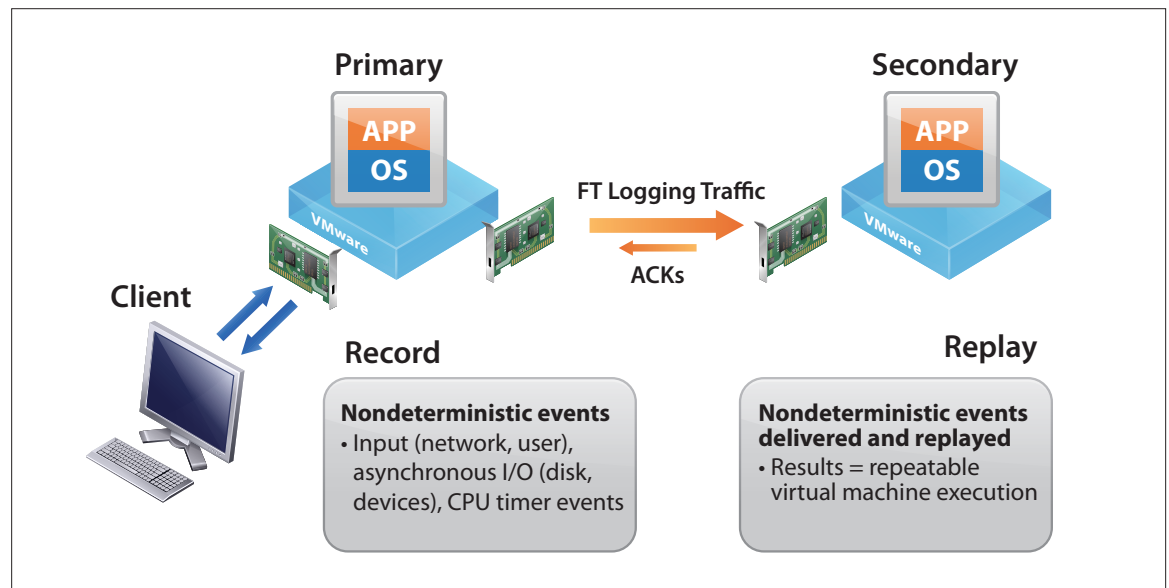 Primary
Secondary
APP
OS
APP
OS
VMware
VMware
FT Logging Traffic
ACKs
Client
Record
Replay
Nondeterministic events
• Input (network, user),
asynchronous I/O (disk,
devices), CPU timer events
Nondeterministic events
delivered and replayed
• Results = repeatable
virtual machine execution